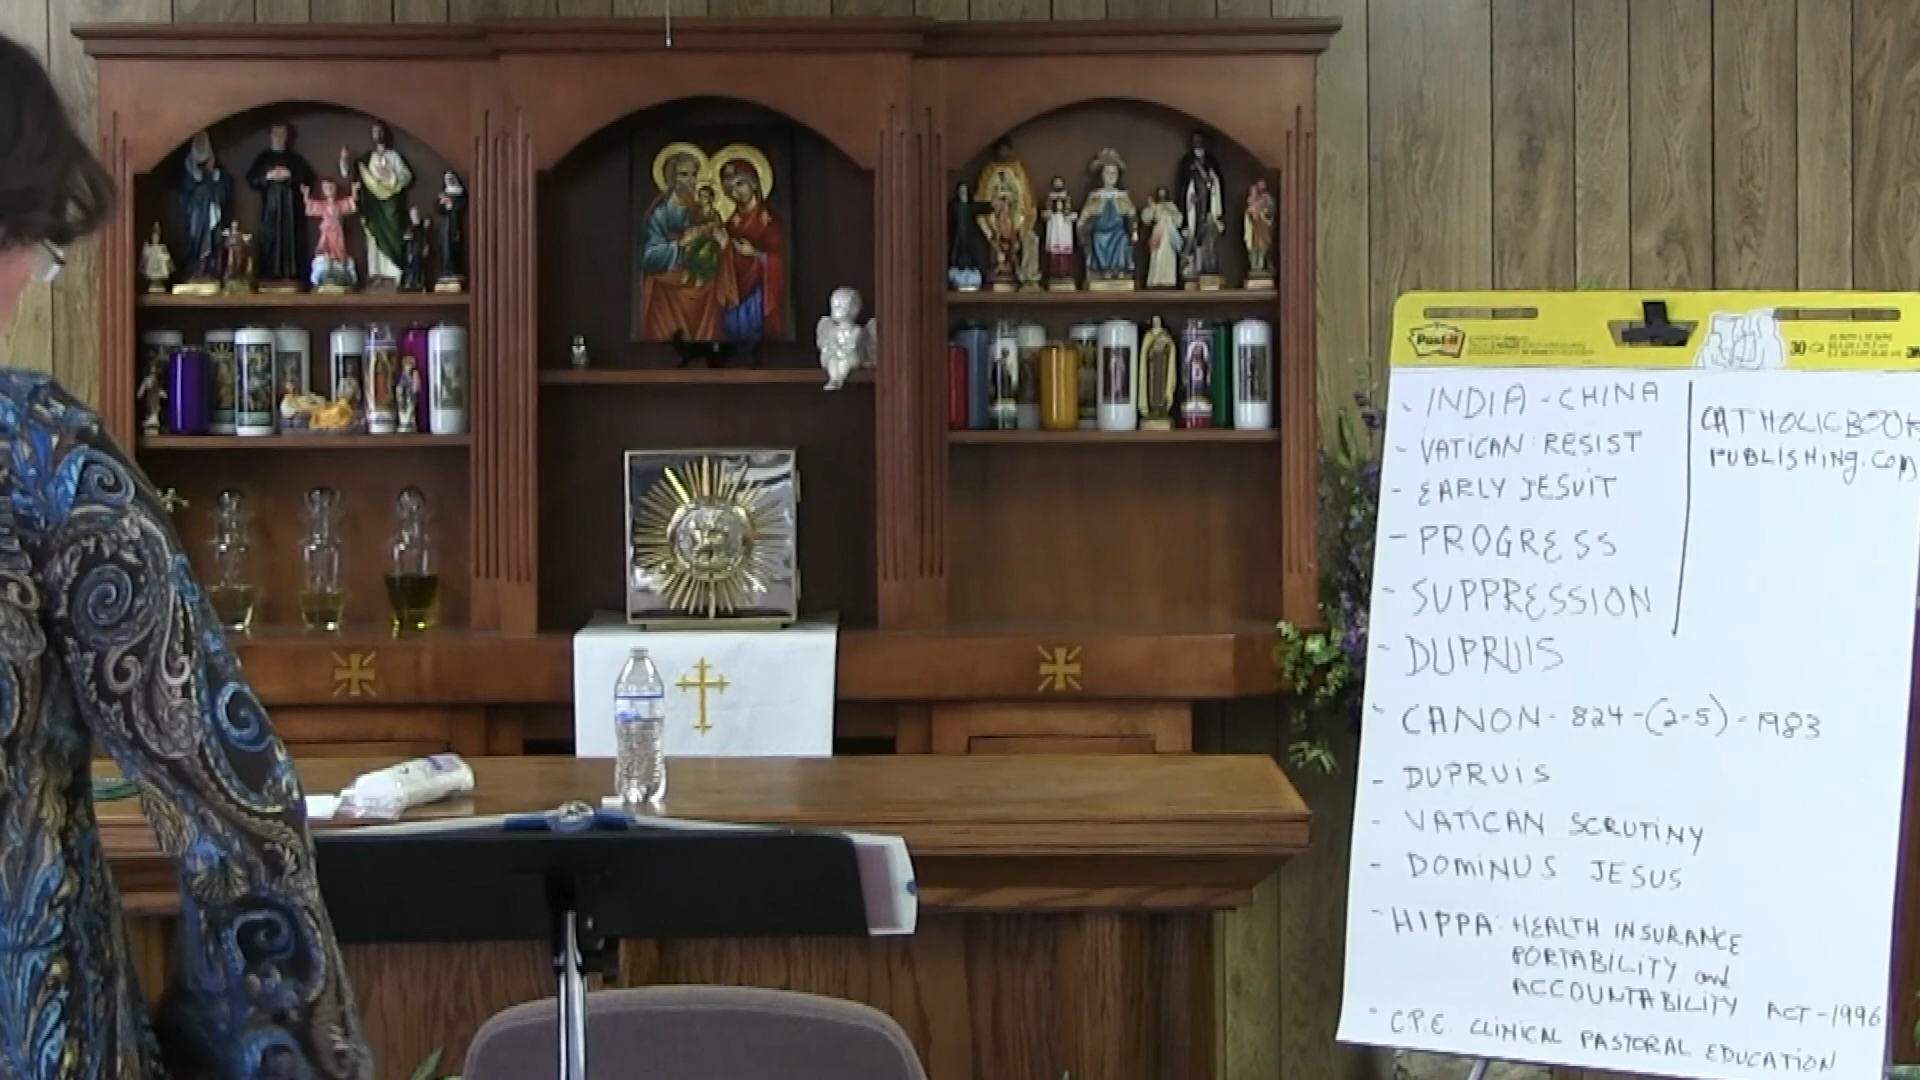 Post-it
30
- INDIA - CHINA
- VATICAN RESIST
- EARLY JESUIT
- PROGRESS
- SUPPRESSION
- DUPRUIS
- CANON - 824 - (2-5) - 1983
- DUPRUIS
- VATICAN SCRUTINY
- DOMINUS JESUS
- HIPPA: HEALTH INSURANCE
PORTABILITY and
ACCOUNTABILITY ACT - 1996
- C.P.E. CLINICAL PASTORAL EDUCATION
CATHOLICBOOK
PUBLISHING.COM